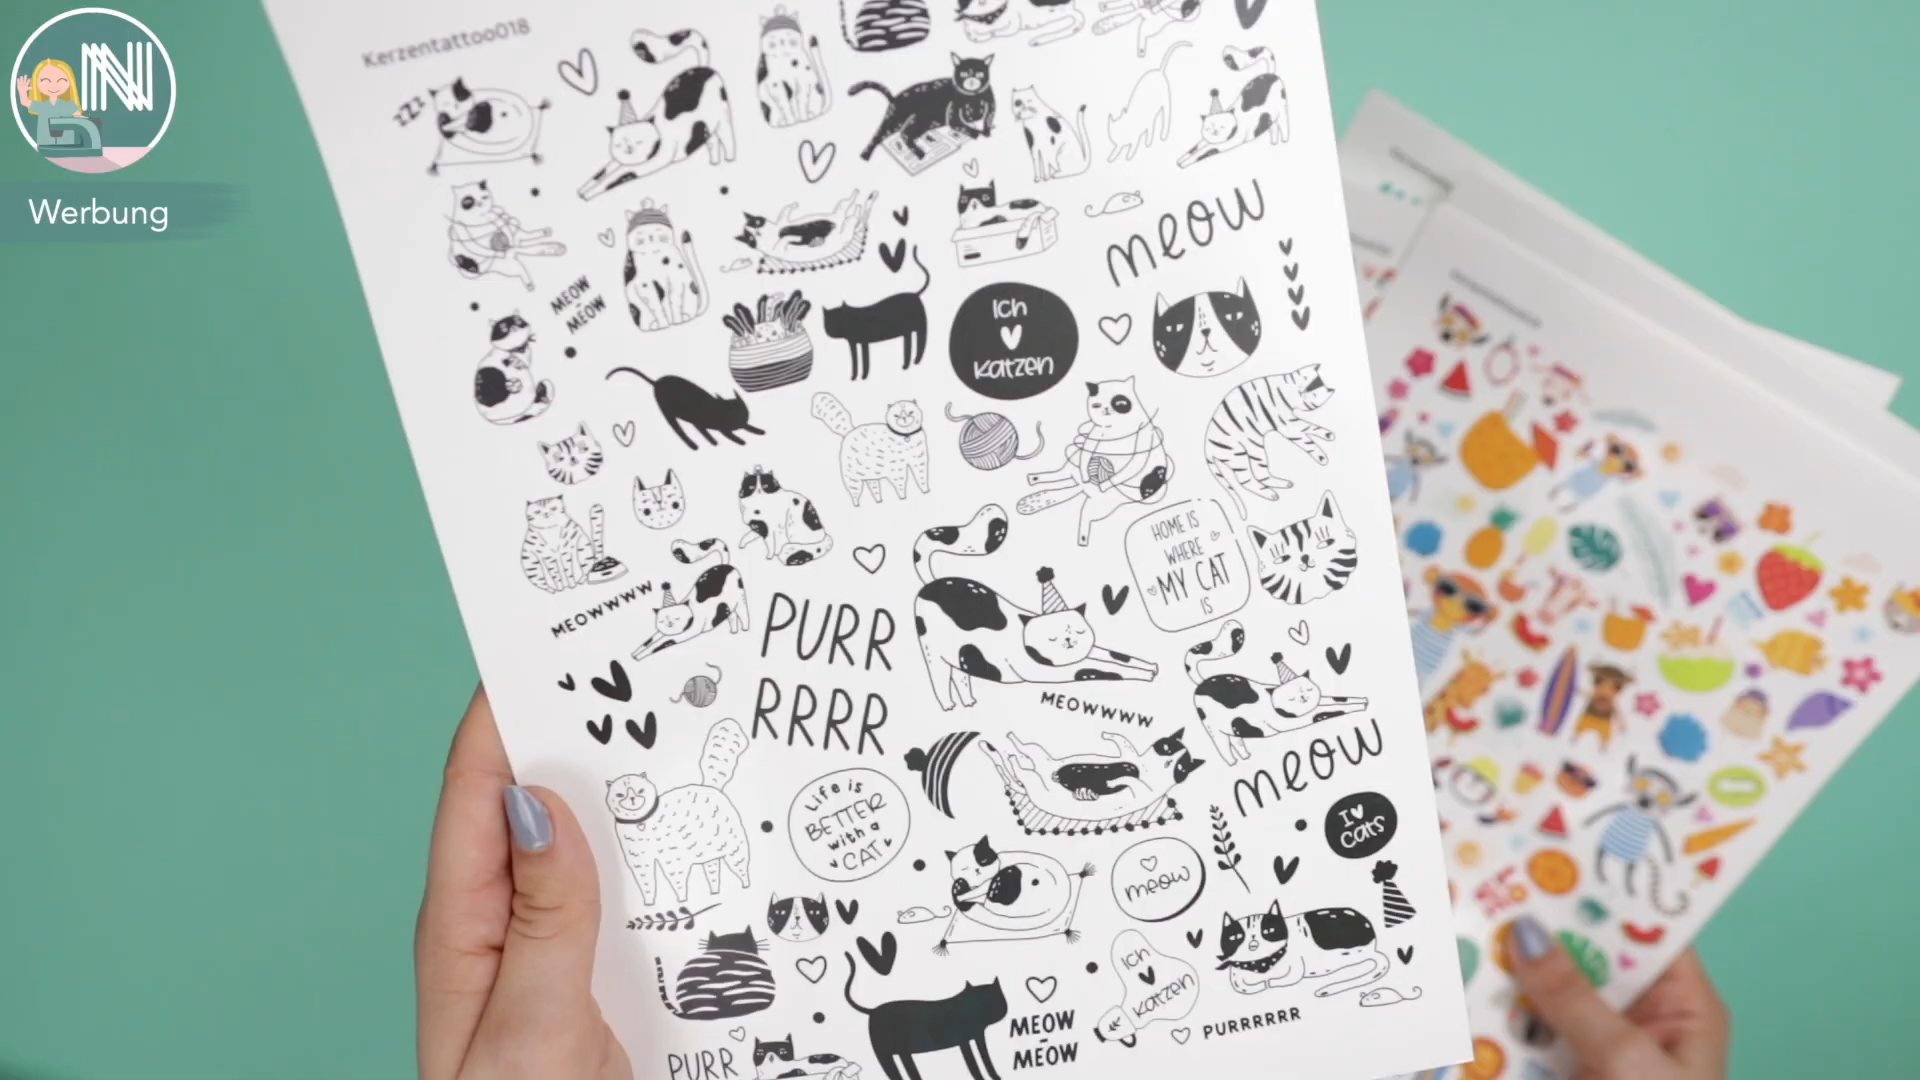 N
Werbung
Kerzentattoo018
zzz
meow
MEOW
-
MEOW
Ich
Katzen
HOME IS
WHERE
MY CAT
IS
MEOWWWW
PURR
RRRR
MEOWWWW
meow
Life is
BETTER
with a
CAT
I
cats
meow
Ich
Katzen
MEOW
-
MEOW
PURRRRRR
PURR